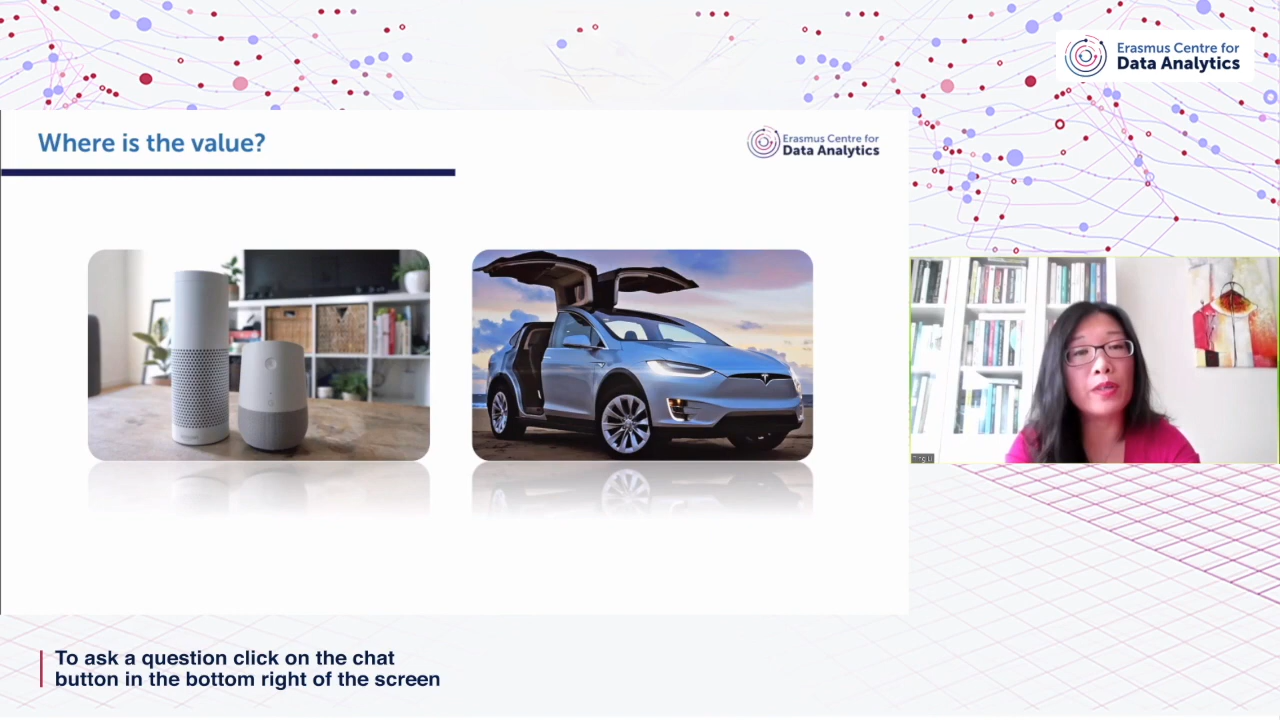 Erasmus Centre for
Data Analytics
Where is the value?
Erasmus Centre for
Data Analytics
To ask a question click on the chat
button in the bottom right of the screen